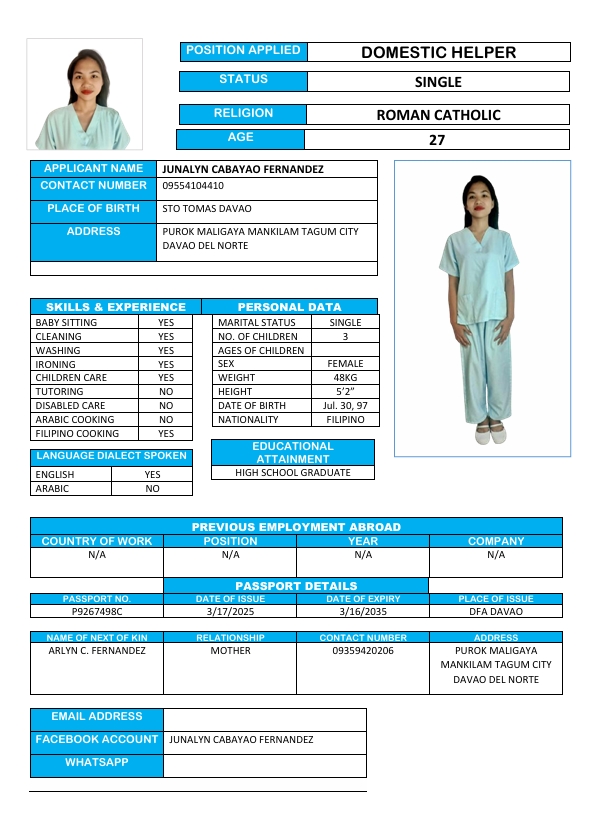 POSITION APPLIED DOMESTIC HELPER
STATUS SINGLE
RELIGION ROMAN CATHOLIC
AGE 27
APPLICANT NAME JUNALYN CABAYAO FERNANDEZ
CONTACT NUMBER 09554104410
PLACE OF BIRTH STO TOMAS DAVAO
ADDRESS PUROK MALIGAYA MANKILAM TAGUM CITY
DAVAO DEL NORTE
SKILLS & EXPERIENCE PERSONAL DATA
BABY SITTING YES MARITAL STATUS SINGLE
CLEANING YES NO. OF CHILDREN 3
WASHING YES AGES OF CHILDREN
IRONING YES SEX FEMALE
CHILDREN CARE YES WEIGHT 48KG
TUTORING NO HEIGHT 5’2”
DISABLED CARE NO DATE OF BIRTH Jul. 30, 97
ARABIC COOKING NO NATIONALITY FILIPINO
FILIPINO COOKING YES
EDUCATIONAL
ATTAINMENT
HIGH SCHOOL GRADUATE
LANGUAGE DIALECT SPOKEN
ENGLISH YES
ARABIC NO
PREVIOUS EMPLOYMENT ABROAD
COUNTRY OF WORK POSITION YEAR COMPANY
N/A N/A N/A N/A
PASSPORT DETAILS
PASSPORT NO. DATE OF ISSUE DATE OF EXPIRY PLACE OF ISSUE
P9267498C 3/17/2025 3/16/2035 DFA DAVAO
NAME OF NEXT OF KIN RELATIONSHIP CONTACT NUMBER ADDRESS
ARLYN C. FERNANDEZ MOTHER 09359420206 PUROK MALIGAYA
MANKILAM TAGUM CITY
DAVAO DEL NORTE
EMAIL ADDRESS
FACEBOOK ACCOUNT JUNALYN CABAYAO FERNANDEZ
WHATSAPP